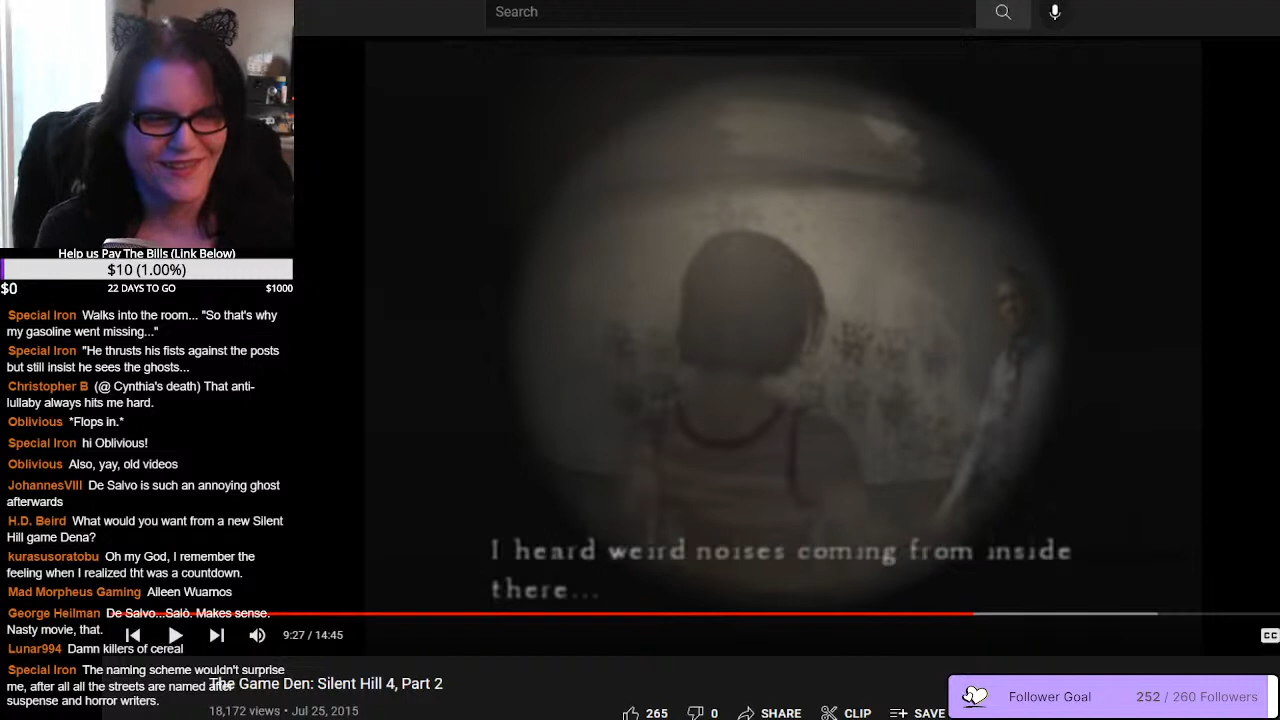 Search
Help us Pay The Bills (Link Below)
$10 (1.00%)
$0
22 DAYS TO GO
$1000
Special Iron Walks into the room... "So that's why
my gasoline went missing..."
Special Iron "He thrusts his fists against the posts
but still insist he sees the ghosts...
Christopher B (@ Cynthia's death) That anti-
lullaby always hits me hard.
Oblivious *Flops in.*
Special Iron hi Oblivious!
Oblivious Also, yay, old videos
JohannesVIII De Salvo is such an annoying ghost
afterwards
H.D. Beird What would you want from a new Silent
Hill game Dena?
kurasusoratobu Oh my God, I remember the
feeling when I realized tht was a countdown.
Mad Morpheus Gaming Aileen Wuarnos
George Heilman De Salvo...Salò. Makes sense.
Nasty movie, that.
Lunar994 Damn killers of cereal
Special Iron The naming scheme wouldn't surprise
me, after all all the streets are named after
suspense and horror writers.
I heard weird noises coming from inside
there...
9:27 / 14:45
CC
The Game Den: Silent Hill 4, Part 2
18,172 views • Jul 25, 2015
265
0
SHARE
CLIP
SAVE
Follower Goal
252 / 260 Followers